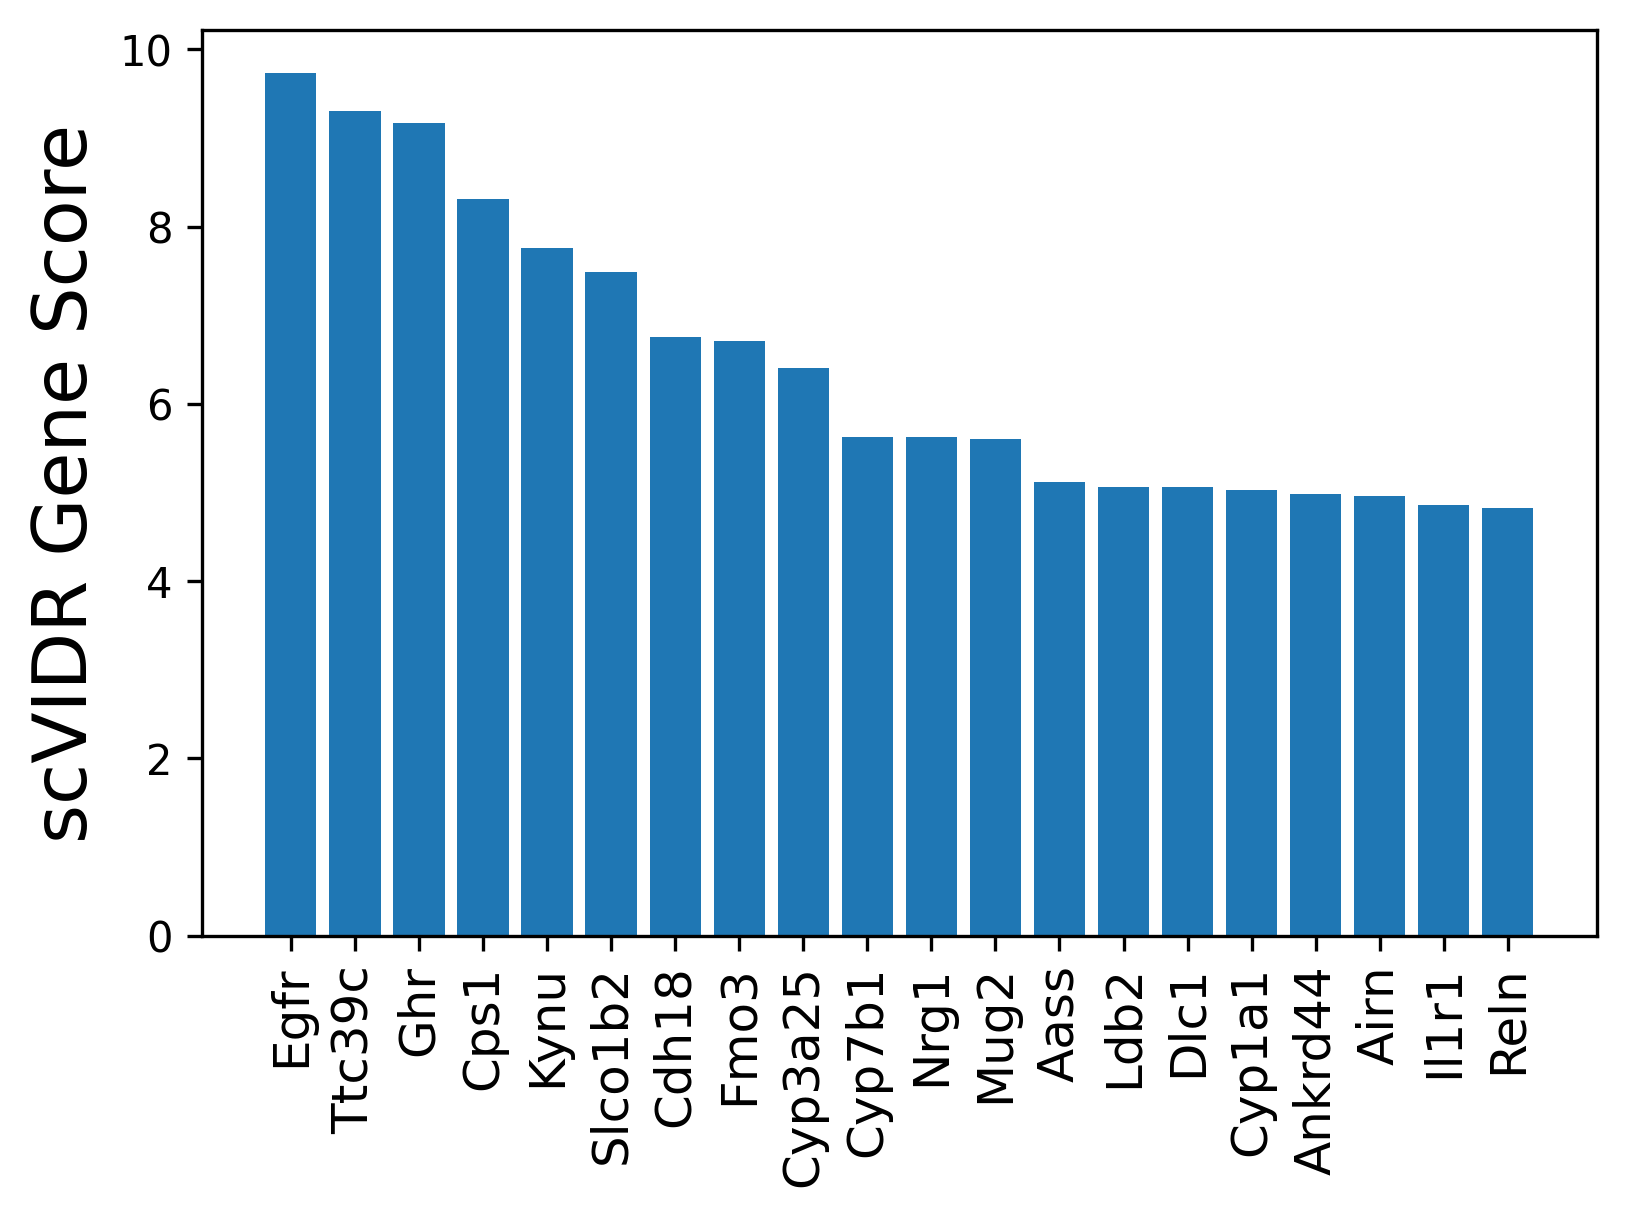 scVIDR Gene Score
10
8
6
4
2
0
Egfr
Ttc39c
Ghr
Cps1
Kynu
Slco1b2
Cdh18
Fmo3
Cyp3a25
Cyp7b1
Nrg1
Mug2
Aass
Ldb2
Dlc1
Cyp1a1
Ankrd44
Airn
Il1r1
Reln